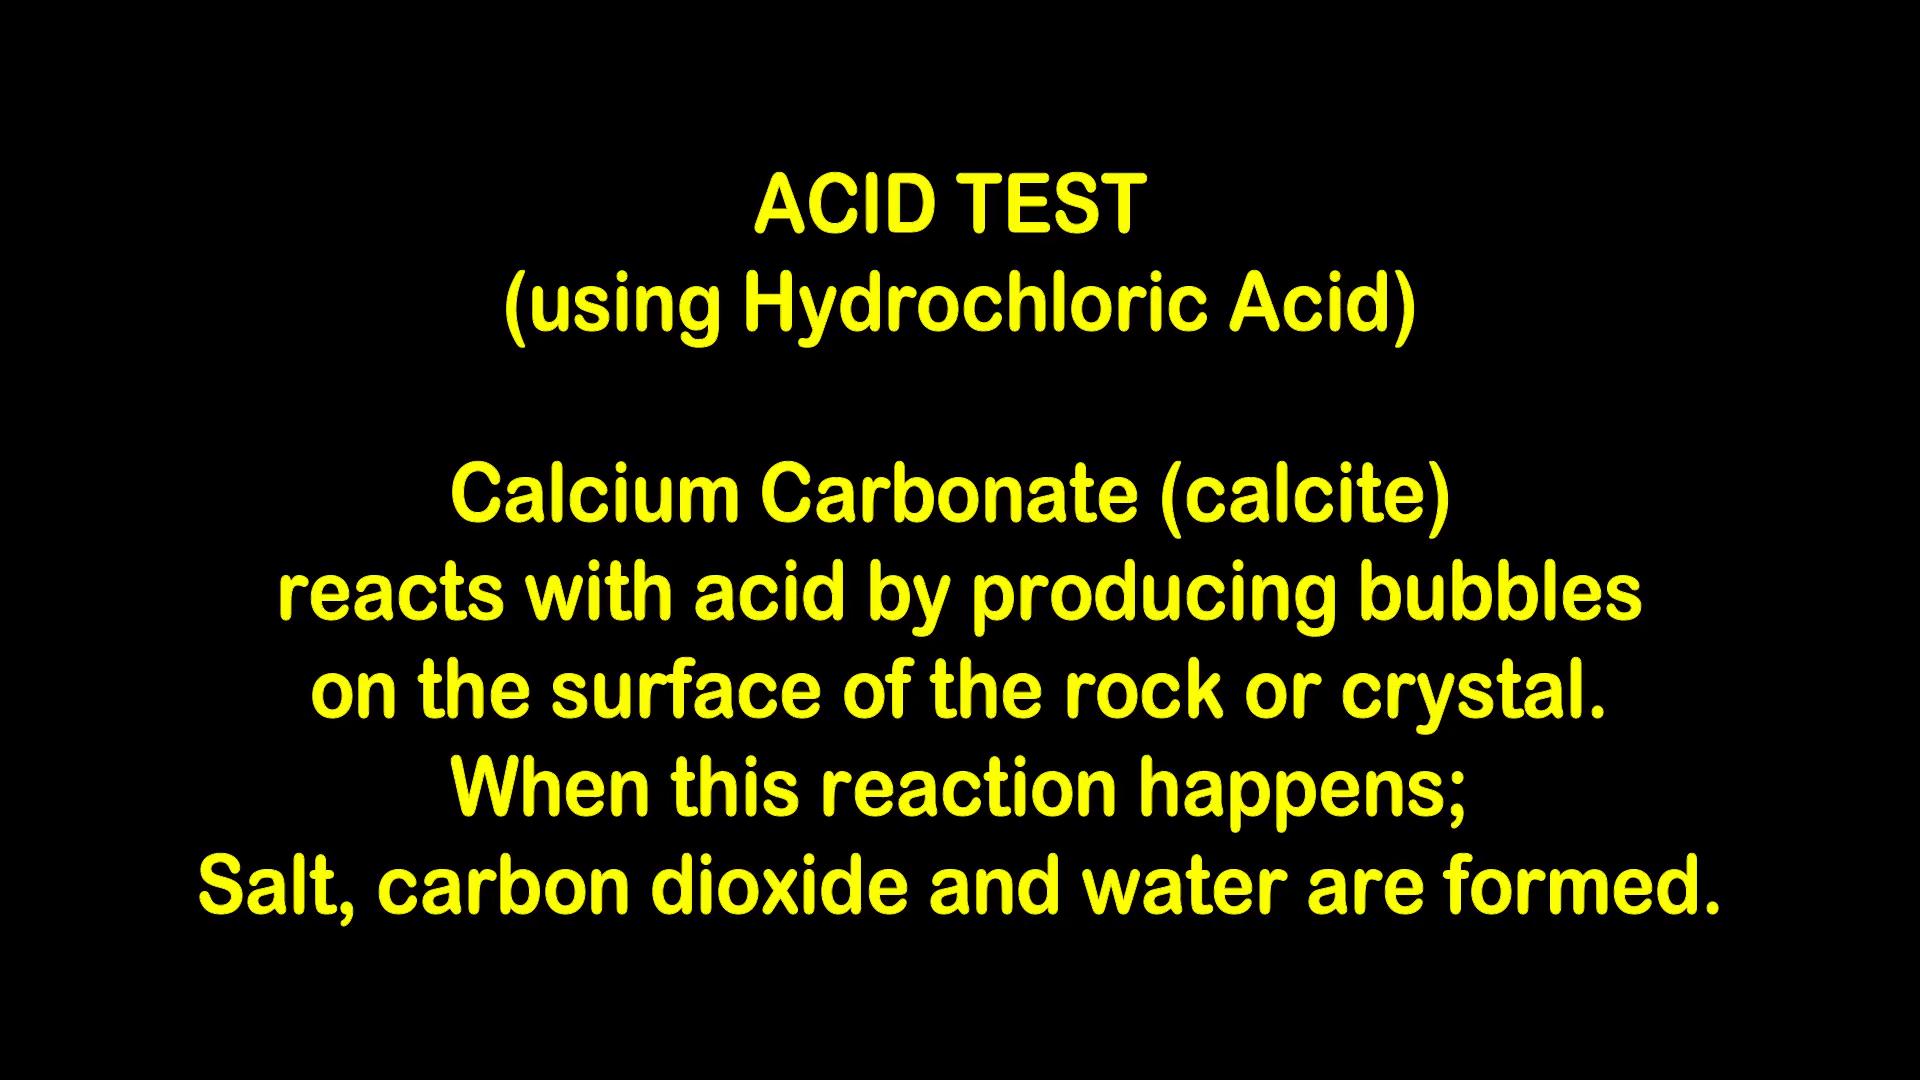 ACID TEST
(using Hydrochloric Acid)
Calcium Carbonate (calcite)
reacts with acid by producing bubbles
on the surface of the rock or crystal.
When this reaction happens;
Salt, carbon dioxide and water are formed.